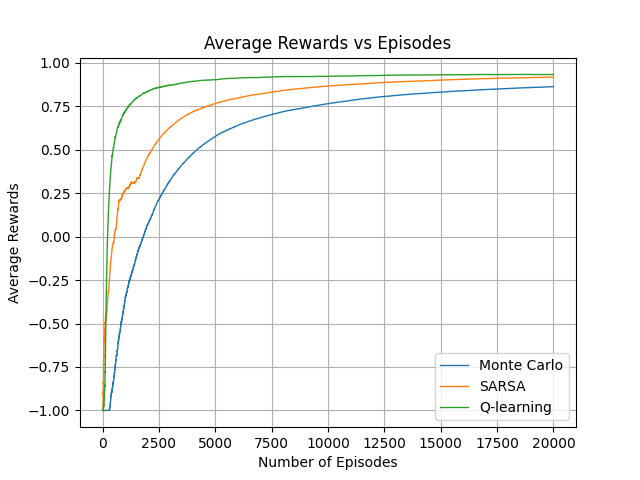 Average Rewards vs Episodes
1.00
0.75
0.50
0.25
0.00
−0.25
−0.50
−0.75
−1.00
Average Rewards
Monte Carlo
SARSA
Q-learning
0 2500 5000 7500 10000 12500 15000 17500 20000
Number of Episodes